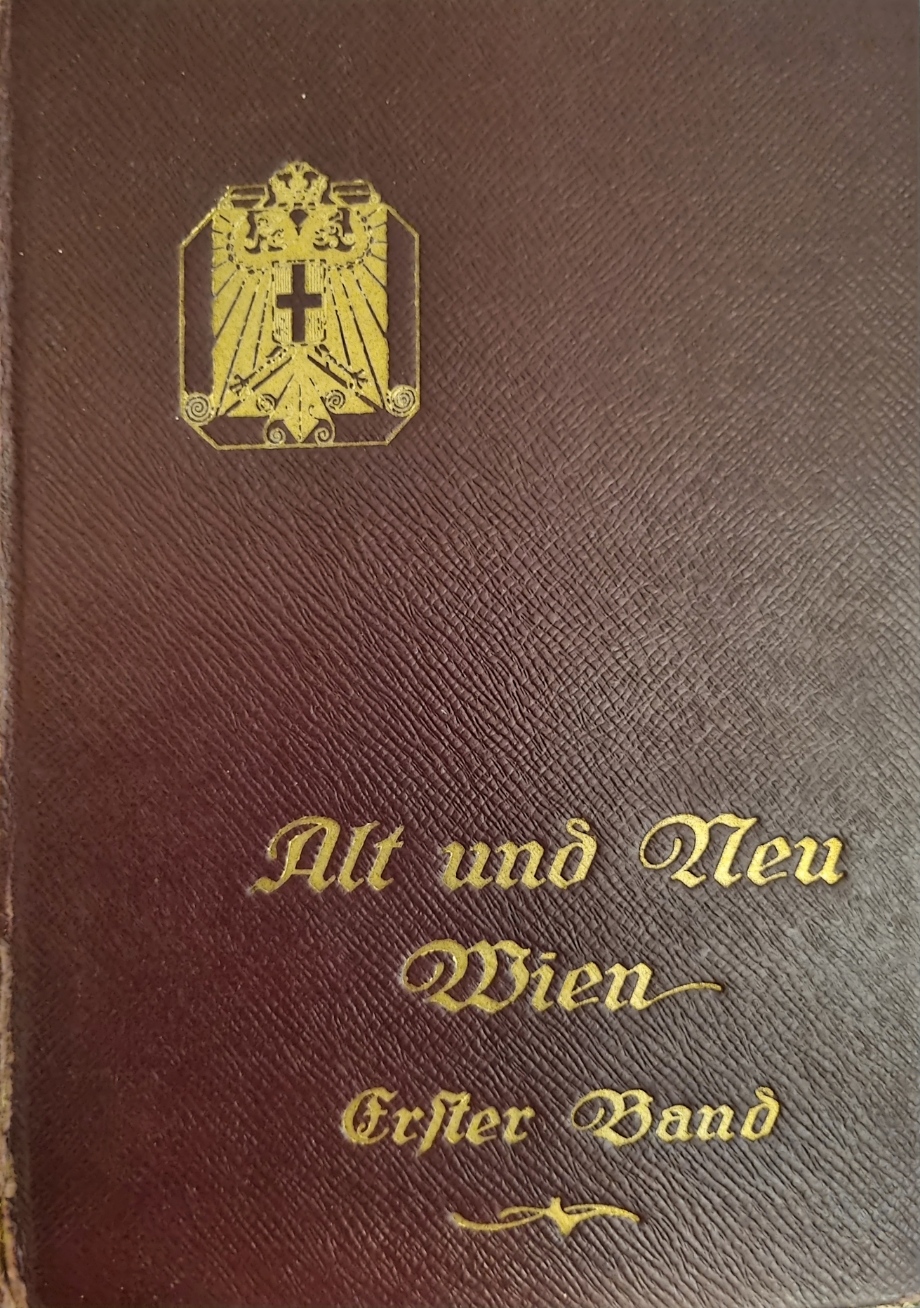 Alt und Neu
Wien
Erſter Band